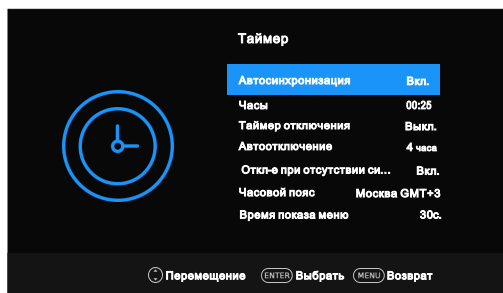 Таймер
Автосинхронизация Вкл.
Часы 00:25
Таймер отключения Выкл.
Автоотключение 4 часа
Откл-е при отсутствии си... Вкл.
Часовой пояс Москва GMT+3
Время показа меню 30с.
Перемещение ENTER Выбрать MENU Возврат